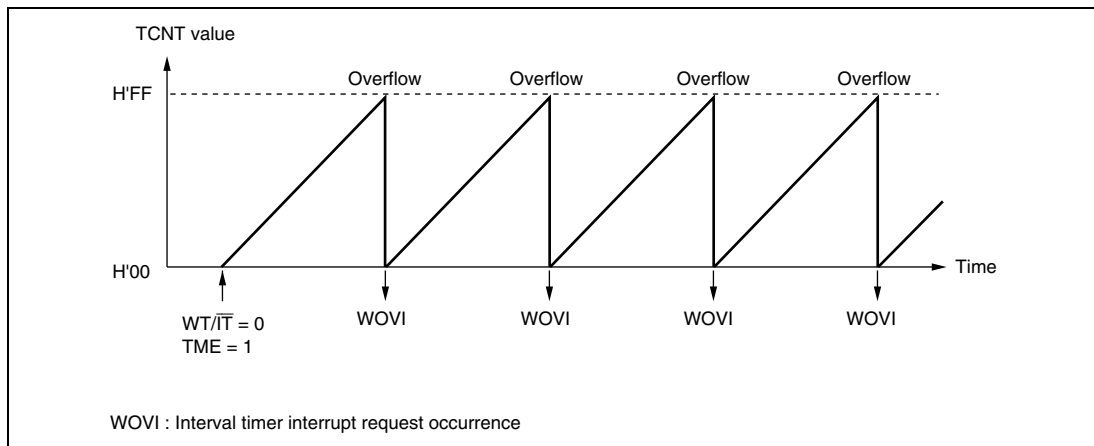 TCNT value
Overflow Overflow Overflow Overflow
H'FF
H'00
Time
WT/I̅T̅ = 0
TME = 1
WOVI WOVI WOVI WOVI
WOVI : Interval timer interrupt request occurrence